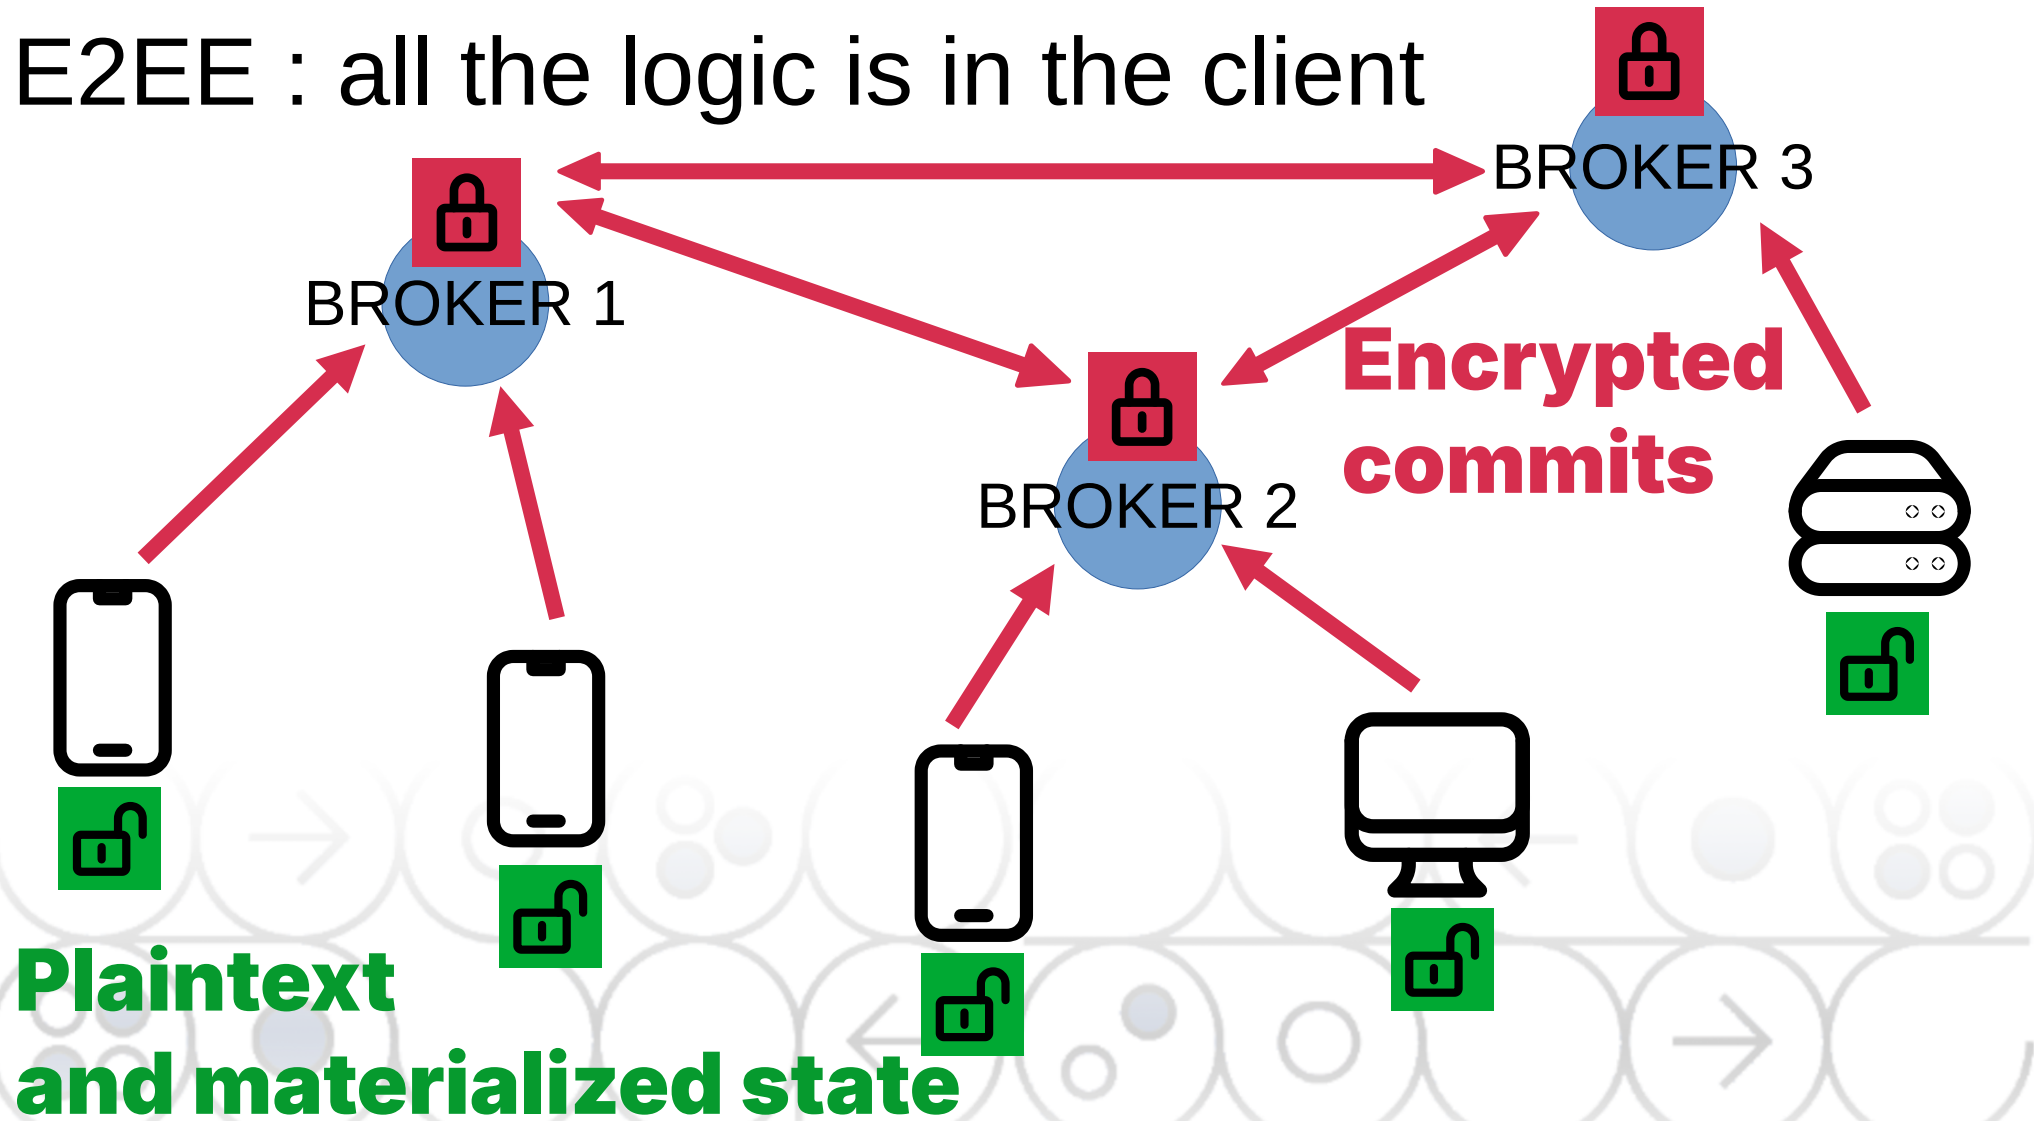 E2EE : all the logic is in the client
BROKER 3
BROKER 1
Encrypted
commits
BROKER 2
Plaintext
and materialized state